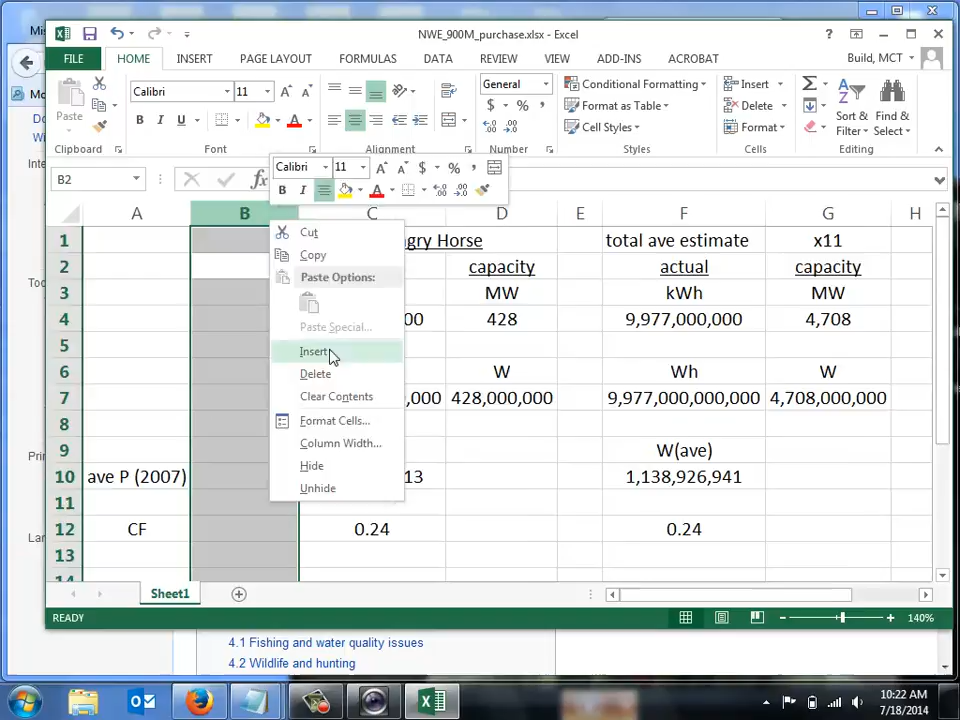 NWE_900M_purchase.xlsx - Excel
FILE HOME INSERT PAGE LAYOUT FORMULAS DATA REVIEW VIEW ADD-INS ACROBAT Build, MCT
Paste Calibri 11 General Conditional Formatting Insert
B I U $ % , Format as Table Delete Sort & Find &
Cell Styles Format Filter Select
Clipboard Font Alignment Number Styles Cells Editing
B2 fx
Calibri 11 $ % ,
B I A
A B C D E F G H
1 ngry Horse total ave estimate x11
2 capacity actual capacity
3 MW kWh MW
4 00 428 9,977,000,000 4,708
5
6 W Wh W
7 0,000 428,000,000 9,977,000,000,000 4,708,000,000
8
9 W(ave)
10 ave P (2007) 13 1,138,926,941
11
12 CF 0.24 0.24
13
14
Cut
Copy
Paste Options:
Paste Special...
Insert
Delete
Clear Contents
Format Cells...
Column Width...
Hide
Unhide
Sheet1
READY 140%
4.1 Fishing and water quality issues
4.2 Wildlife and hunting
10:22 AM
7/18/2014